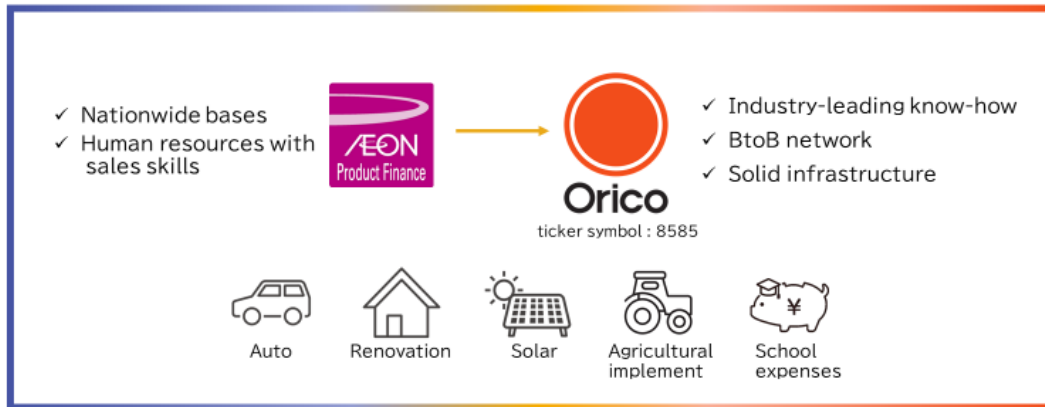 ✓ Nationwide bases
✓ Human resources with
sales skills
ÆON
Product Finance
Orico
ticker symbol : 8585
✓ Industry-leading know-how
✓ BtoB network
✓ Solid infrastructure
¥
Auto
Renovation
Solar
Agricultural
implement
School
expenses